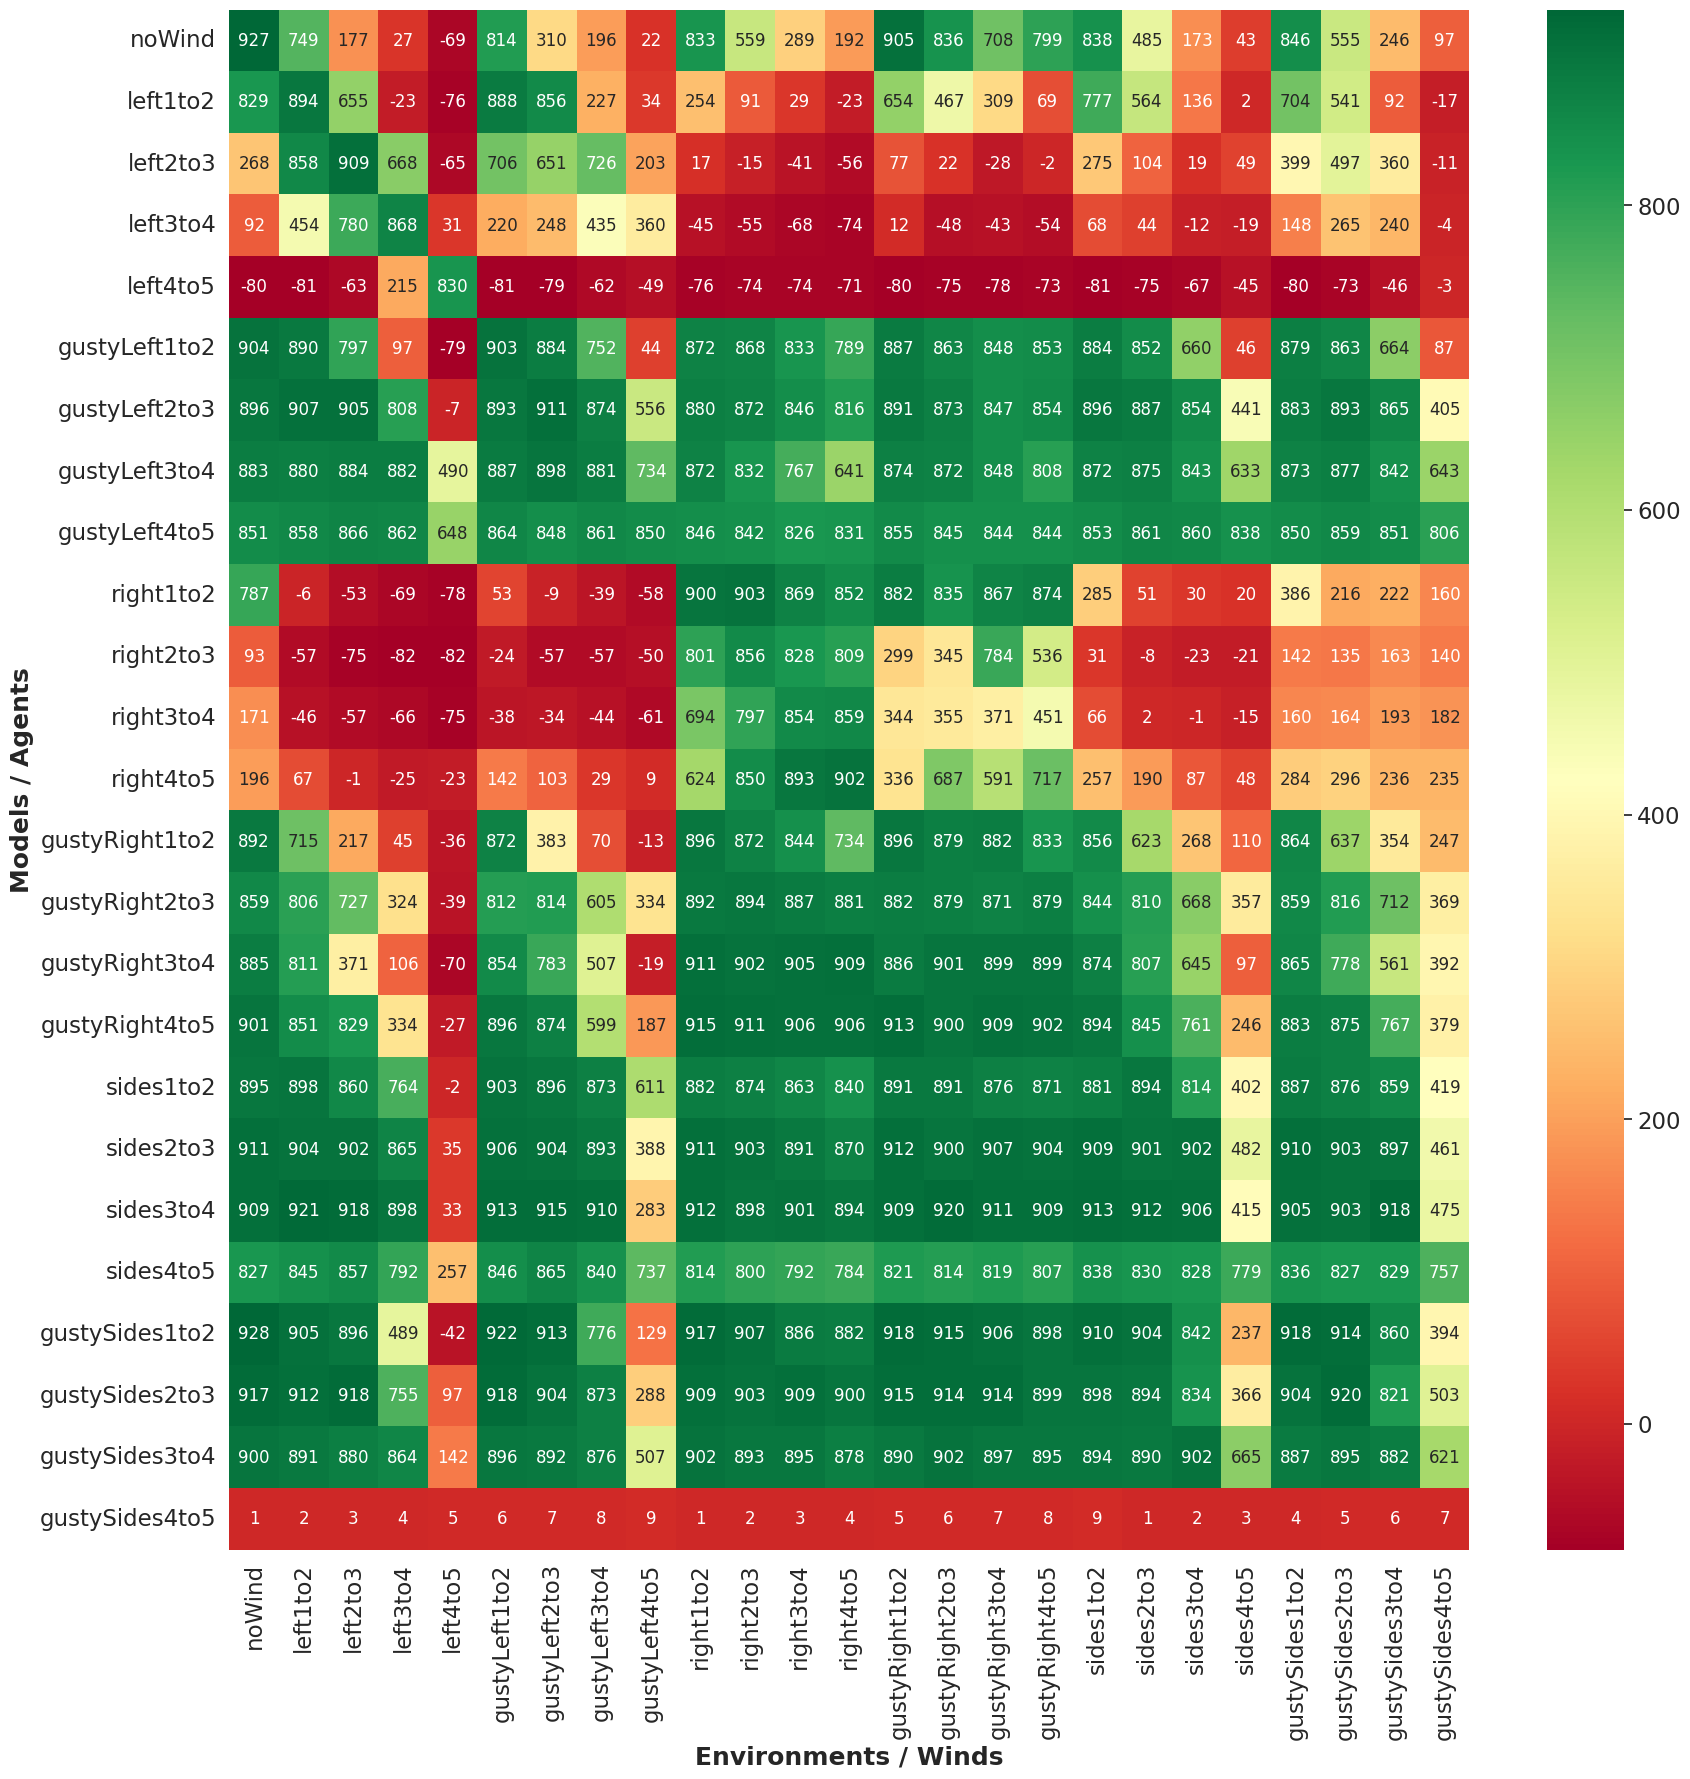 noWind 927 749 177 27 -69 814 310 196 22 833 559 289 192 905 836 708 799 838 485 173 43 846 555 246 97
left1to2 829 894 655 -23 -76 888 856 227 34 254 91 29 -23 654 467 309 69 777 564 136 2 704 541 92 -17
left2to3 268 858 909 668 -65 706 651 726 203 17 -15 -41 -56 77 22 -28 -2 275 104 19 49 399 497 360 -11
left3to4 92 454 780 868 31 220 248 435 360 -45 -55 -68 -74 12 -48 -43 -54 68 44 -12 -19 148 265 240 -4
800
left4to5 -80 -81 -63 215 830 -81 -79 -62 -49 -76 -74 -74 -71 -80 -75 -78 -73 -81 -75 -67 -45 -80 -73 -46 -3
gustyLeft1to2 904 890 797 97 -79 903 884 752 44 872 868 833 789 887 863 848 853 884 852 660 46 879 863 664 87
gustyLeft2to3 896 907 905 808 -7 893 911 874 556 880 872 846 816 891 873 847 854 896 887 854 441 883 893 865 405
gustyLeft3to4 883 880 884 882 490 887 898 881 734 872 832 767 641 874 872 848 808 872 875 843 633 873 877 842 643
600
gustyLeft4to5 851 858 866 862 648 864 848 861 850 846 842 826 831 855 845 844 844 853 861 860 838 850 859 851 806
right1to2 787 -6 -53 -69 -78 53 -9 -39 -58 900 903 869 852 882 835 867 874 285 51 30 20 386 216 222 160
right2to3 93 -57 -75 -82 -82 -24 -57 -57 -50 801 856 828 809 299 345 784 536 31 -8 -23 -21 142 135 163 140
right3to4 171 -46 -57 -66 -75 -38 -34 -44 -61 694 797 854 859 344 355 371 451 66 2 -1 -15 160 164 193 182
Models / Agents
right4to5 196 67 -1 -25 -23 142 103 29 9 624 850 893 902 336 687 591 717 257 190 87 48 284 296 236 235
400
gustyRight1to2 892 715 217 45 -36 872 383 70 -13 896 872 844 734 896 879 882 833 856 623 268 110 864 637 354 247
gustyRight2to3 859 806 727 324 -39 812 814 605 334 892 894 887 881 882 879 871 879 844 810 668 357 859 816 712 369
gustyRight3to4 885 811 371 106 -70 854 783 507 -19 911 902 905 909 886 901 899 899 874 807 645 97 865 778 561 392
gustyRight4to5 901 851 829 334 -27 896 874 599 187 915 911 906 906 913 900 909 902 894 845 761 246 883 875 767 379
sides1to2 895 898 860 764 -2 903 896 873 611 882 874 863 840 891 891 876 871 881 894 814 402 887 876 859 419
200
sides2to3 911 904 902 865 35 906 904 893 388 911 903 891 870 912 900 907 904 909 901 902 482 910 903 897 461
sides3to4 909 921 918 898 33 913 915 910 283 912 898 901 894 909 920 911 909 913 912 906 415 905 903 918 475
sides4to5 827 845 857 792 257 846 865 840 737 814 800 792 784 821 814 819 807 838 830 828 779 836 827 829 757
gustySides1to2 928 905 896 489 -42 922 913 776 129 917 907 886 882 918 915 906 898 910 904 842 237 918 914 860 394
gustySides2to3 917 912 918 755 97 918 904 873 288 909 903 909 900 915 914 914 899 898 894 834 366 904 920 821 503
0
gustySides3to4 900 891 880 864 142 896 892 876 507 902 893 895 878 890 902 897 895 894 890 902 665 887 895 882 621
gustySides4to5 1 2 3 4 5 6 7 8 9 1 2 3 4 5 6 7 8 9 1 2 3 4 5 6 7
noWind left1to2 left2to3 left3to4 left4to5 gustyLeft1to2 gustyLeft2to3 gustyLeft3to4 gustyLeft4to5 right1to2 right2to3 right3to4 right4to5 gustyRight1to2 gustyRight2to3 gustyRight3to4 gustyRight4to5 sides1to2 sides2to3 sides3to4 sides4to5 gustySides1to2 gustySides2to3 gustySides3to4 gustySides4to5
Environments / Winds